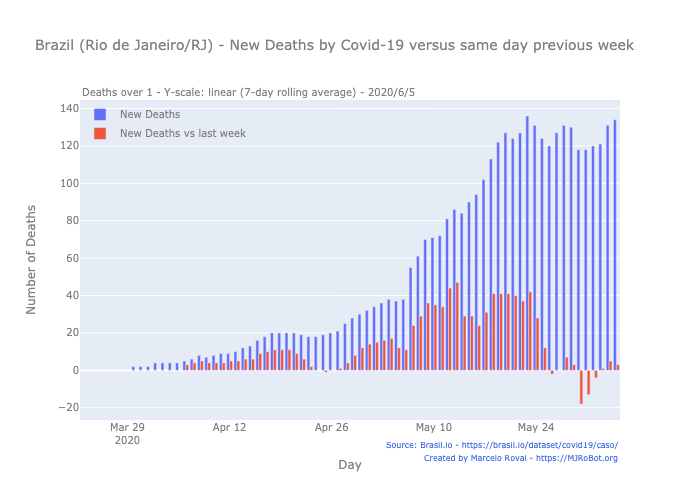 Brazil (Rio de Janeiro/RJ) - New Deaths by Covid-19 versus same day previous week
Deaths over 1 - Y-scale: linear (7-day rolling average) - 2020/6/5
New Deaths
New Deaths vs last week
140
120
100
80
60
40
20
0
−20
Number of Deaths
Mar 29
2020
Apr 12
Apr 26
May 10
May 24
Day
Source: Brasil.io - https://brasil.io/dataset/covid19/caso/
Created by Marcelo Rovai - https://MJRoBot.org